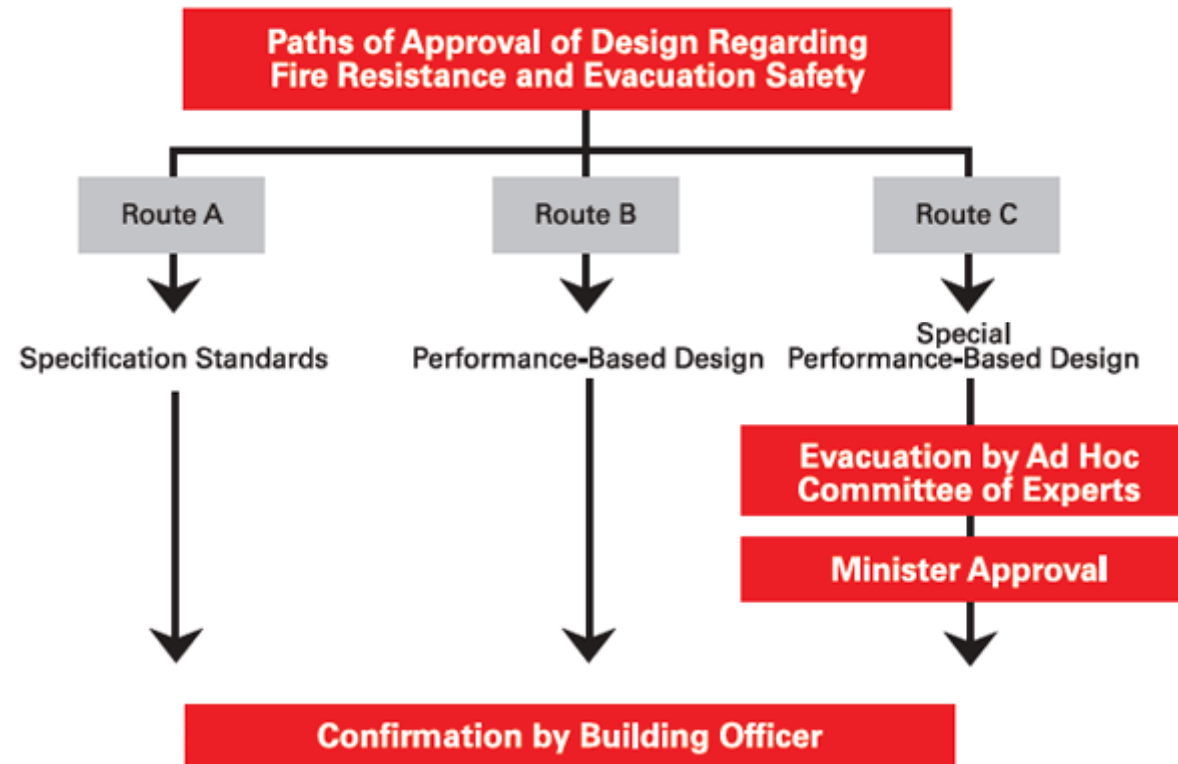 Paths of Approval of Design Regarding
Fire Resistance and Evacuation Safety
Route A
Route B
Route C
Specification Standards
Performance-Based Design
Special
Performance-Based Design
Evacuation by Ad Hoc
Committee of Experts
Minister Approval
Confirmation by Building Officer